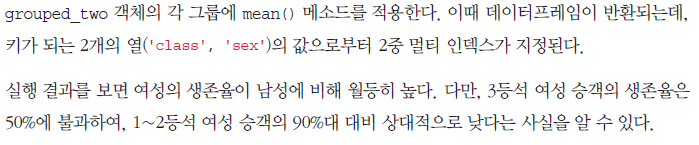 grouped_two 객체의 각 그룹에 mean() 메소드를 적용한다. 이때 데이터프레임이 반환되는데,
키가 되는 2개의 열('class', 'sex')의 값으로부터 2중 멀티 인덱스가 지정된다.
실행 결과를 보면 여성의 생존율이 남성에 비해 월등히 높다. 다만, 3등석 여성 승객의 생존율은
50%에 불과하여, 1~2등석 여성 승객의 90%대 대비 상대적으로 낮다는 사실을 알 수 있다.